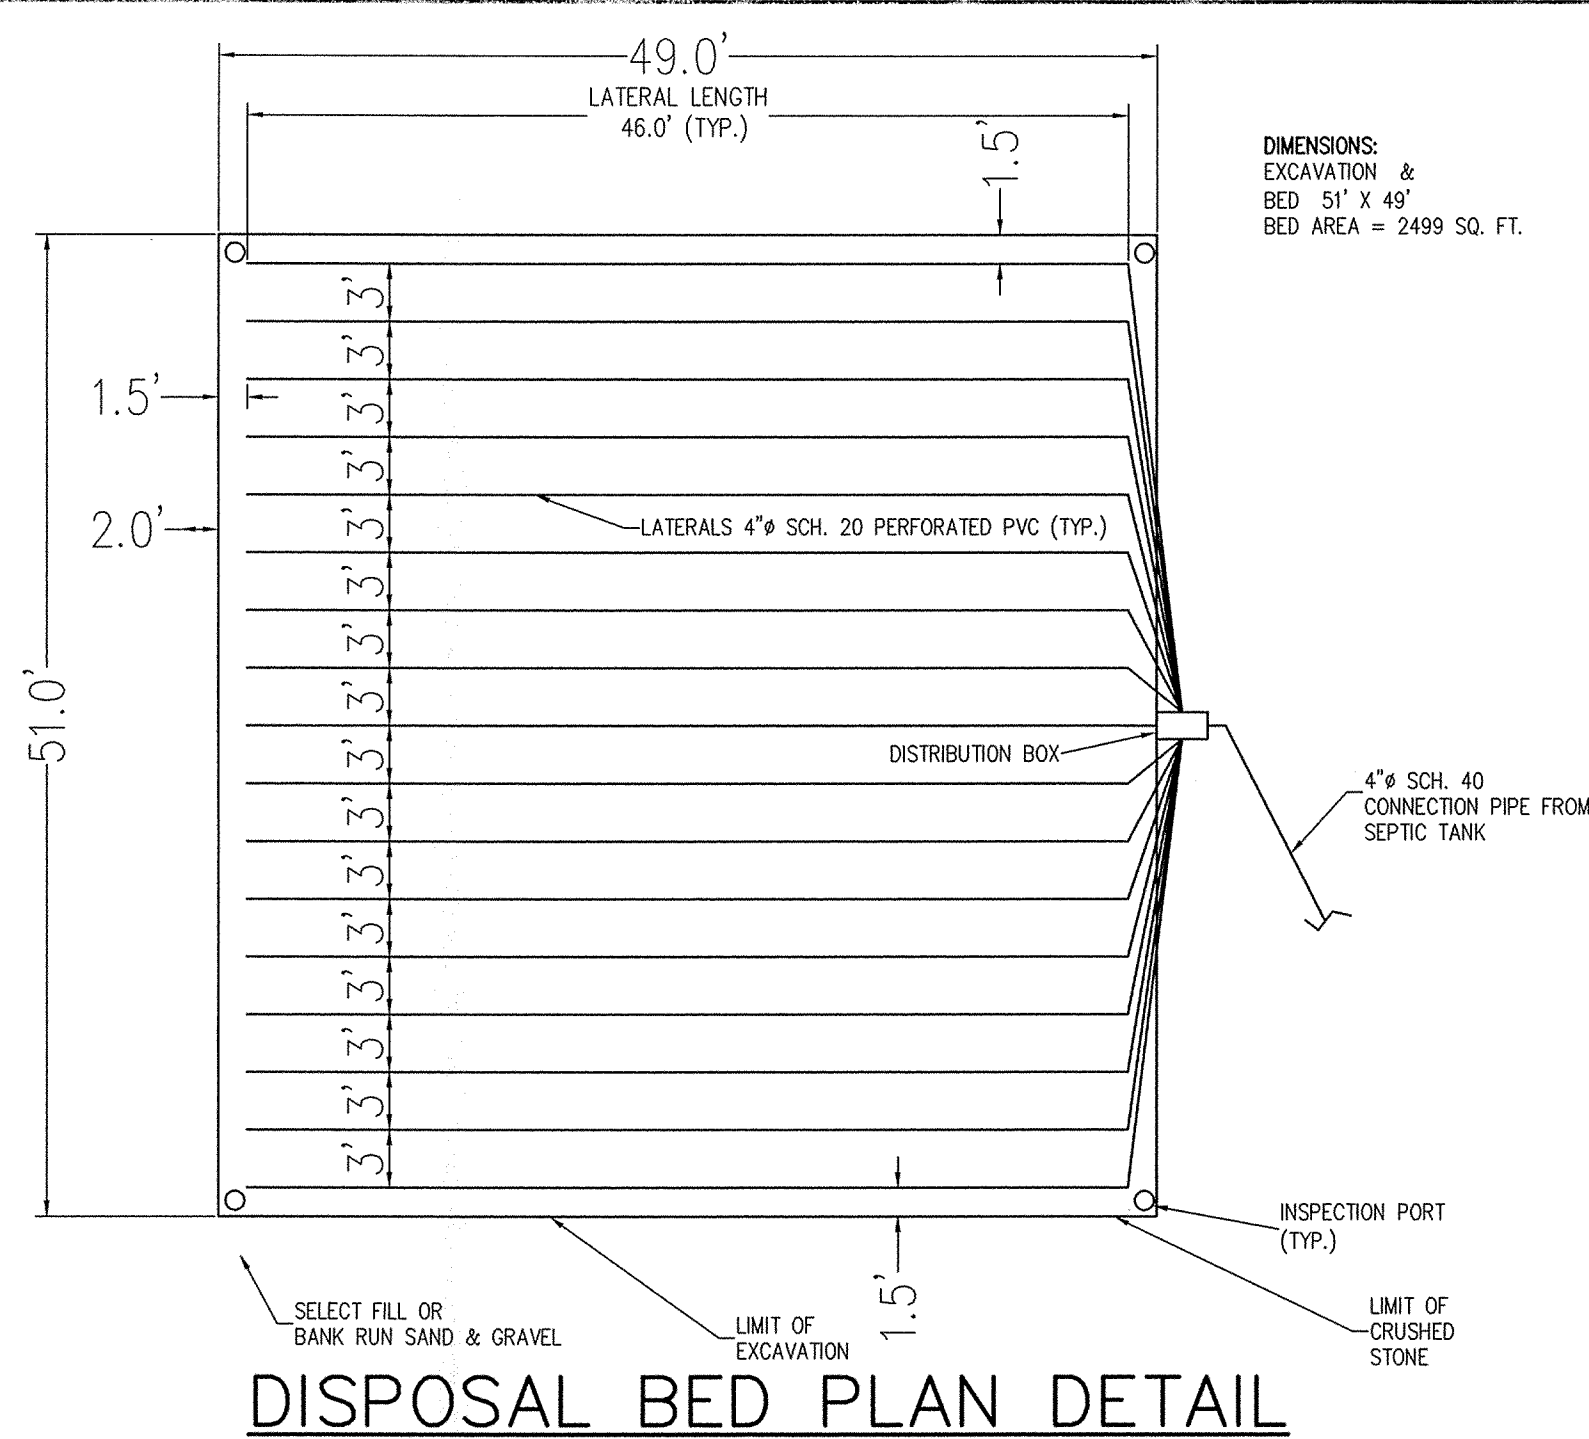 49.0'
LATERAL LENGTH
46.0' (TYP.)
1.5'
DIMENSIONS:
EXCAVATION &
BED 51' X 49'
BED AREA = 2499 SQ. FT.
3'
3'
1.5'
3'
3'
2.0'
3'
LATERALS 4"ø SCH. 20 PERFORATED PVC (TYP.)
3'
3'
51.0'
3'
3'
DISTRIBUTION BOX
4"ø SCH. 40
CONNECTION PIPE FROM
SEPTIC TANK
3'
3'
3'
3'
3'
3'
3'
INSPECTION PORT
(TYP.)
1.5'
SELECT FILL OR
BANK RUN SAND & GRAVEL
LIMIT OF
EXCAVATION
LIMIT OF
CRUSHED
STONE
DISPOSAL BED PLAN DETAIL